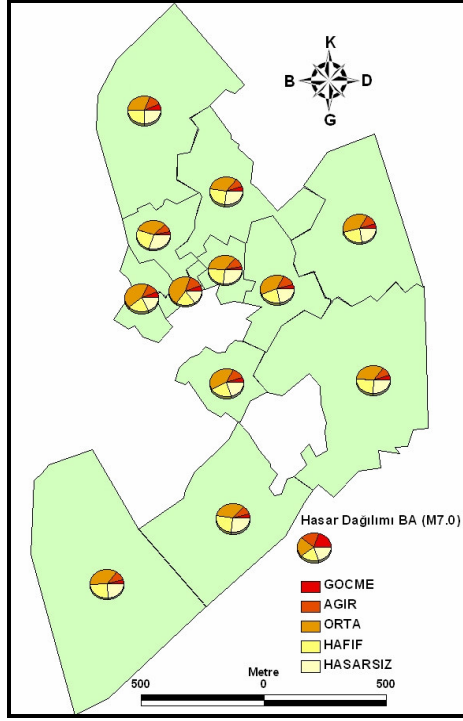 K
B D
G
Hasar Dağılımı BA (M7.0)
GOCME
AGIR
ORTA
HAFIF
HASARSIZ
Metre
500 0 500